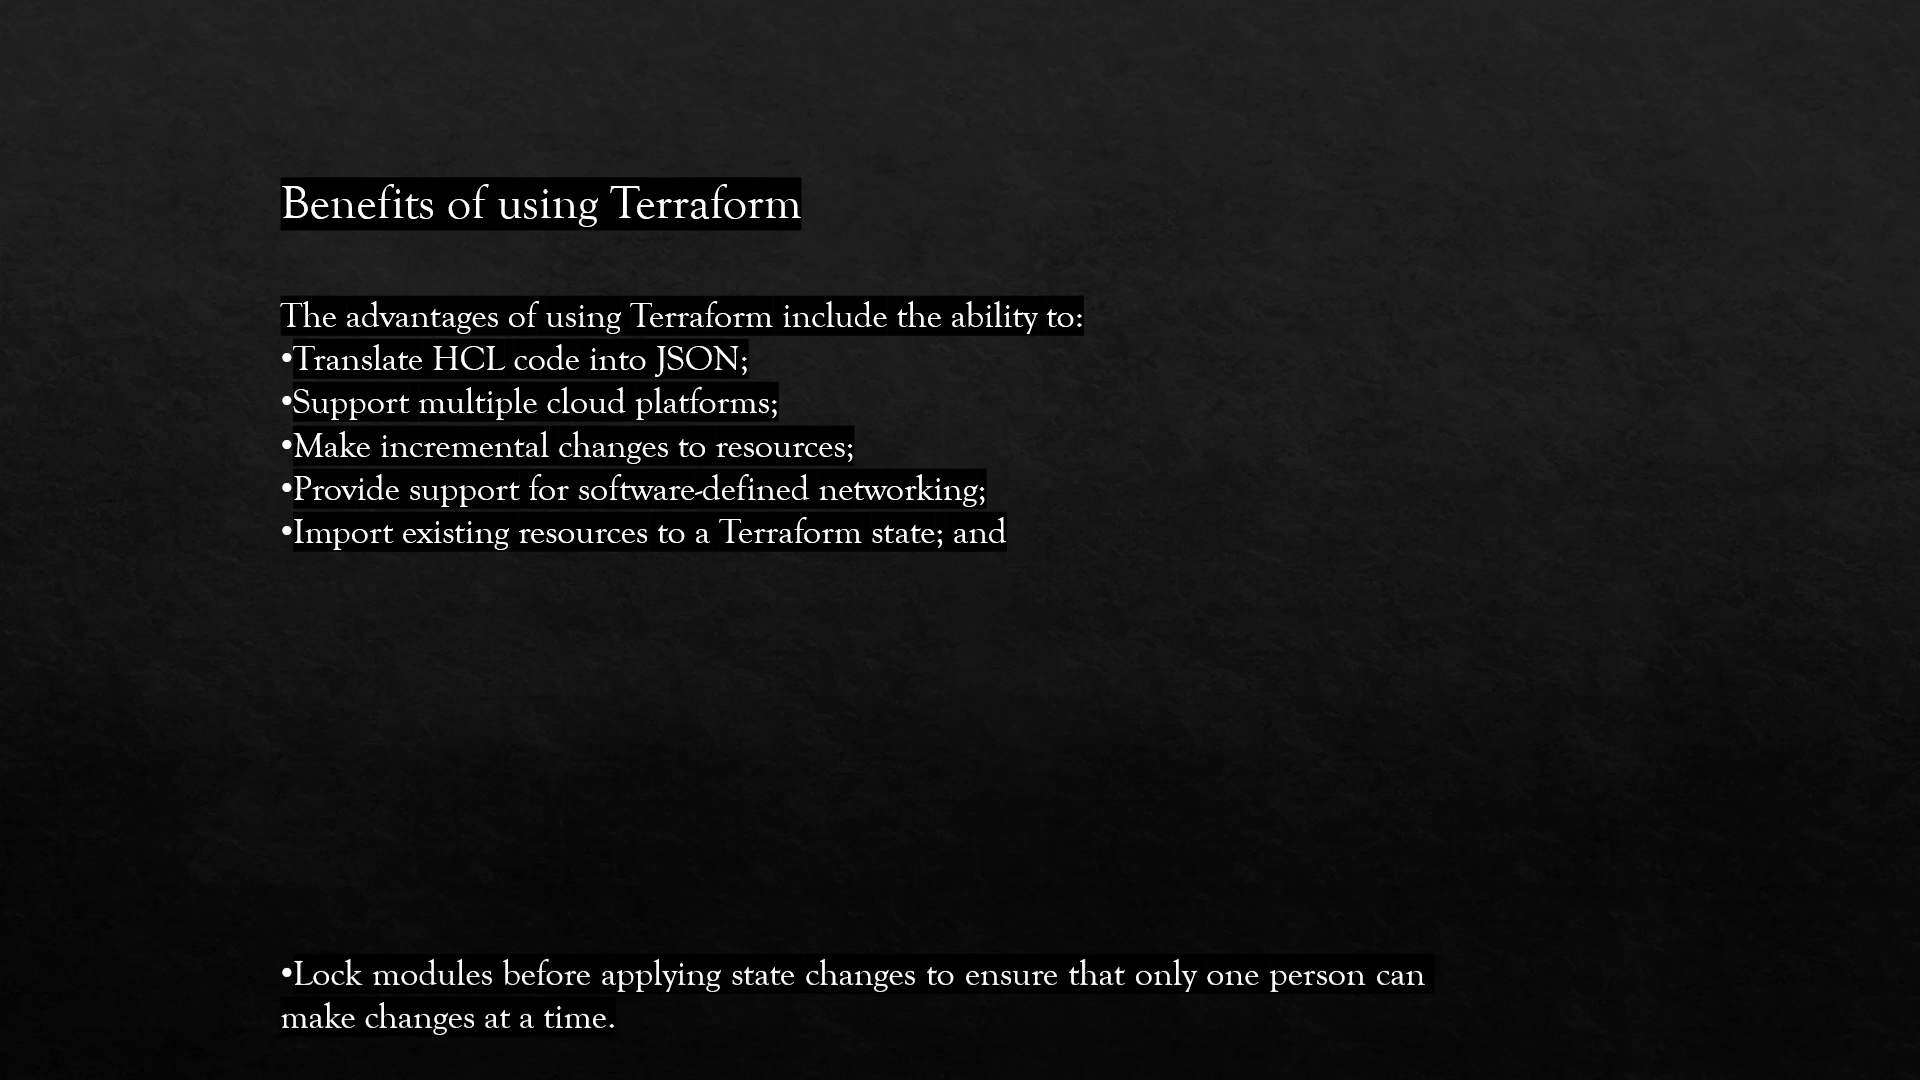 Benefits of using Terraform
The advantages of using Terraform include the ability to:
•Translate HCL code into JSON;
•Support multiple cloud platforms;
•Make incremental changes to resources;
•Provide support for software-defined networking;
•Import existing resources to a Terraform state; and
•Lock modules before applying state changes to ensure that only one person can
make changes at a time.